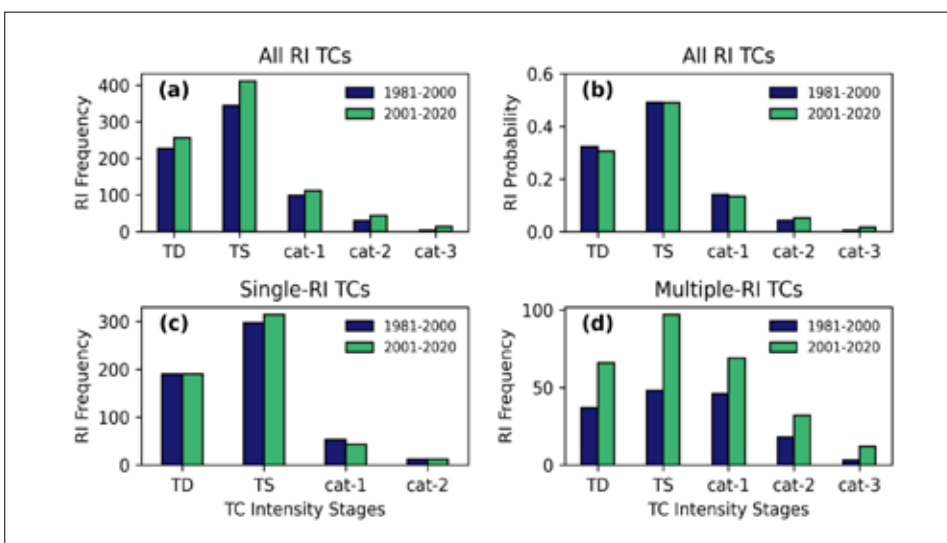 All RI TCs
(a)
1981-2000
2001-2020
RI Frequency
400
300
200
100
0
TD TS cat-1 cat-2 cat-3
All RI TCs
(b)
1981-2000
2001-2020
RI Probability
0.6
0.4
0.2
0.0
TD TS cat-1 cat-2 cat-3
Single-RI TCs
(c)
1981-2000
2001-2020
RI Frequency
300
200
100
0
TD TS cat-1 cat-2
TC Intensity Stages
Multiple-RI TCs
(d)
1981-2000
2001-2020
RI Frequency
100
50
0
TD TS cat-1 cat-2 cat-3
TC Intensity Stages